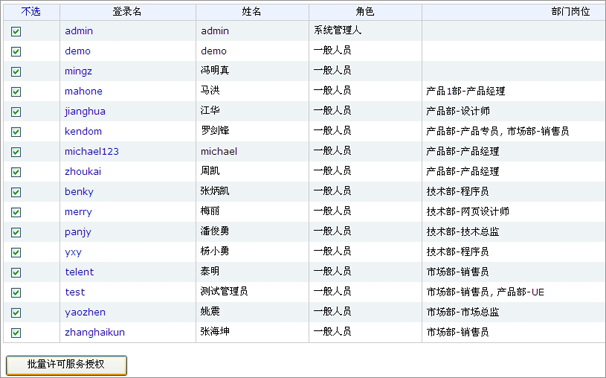 不选 登录名 姓名 角色 部门岗位
admin admin 系统管理人
demo demo 一般人员
mingz 冯明真 一般人员
mahone 马洪 一般人员 产品1部-产品经理
jianghua 江华 一般人员 产品部-设计师
kendom 罗剑锋 一般人员 产品部-产品专员, 市场部-销售员
michael123 michael 一般人员 产品部-产品经理
zhoukai 周凯 一般人员 产品部-产品经理
benky 张炳凯 一般人员 技术部-程序员
merry 梅丽 一般人员 技术部-网页设计师
panjy 潘俊勇 一般人员 技术部-技术总监
yxy 杨小勇 一般人员 技术部-程序员
telent 泰明 一般人员 市场部-销售员
test 测试管理员 一般人员 市场部-销售员, 产品部-UE
yaozhen 姚震 一般人员 市场部-市场总监
zhanghaikun 张海坤 一般人员 市场部-销售员
批量许可服务授权